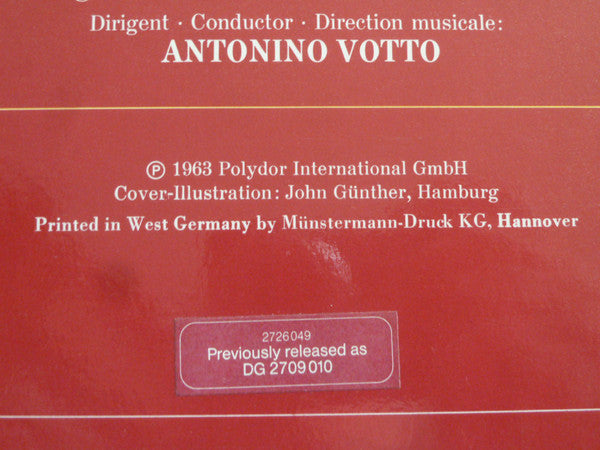 Dirigent · Conductor · Direction musicale:
ANTONINO VOTTO
℗ 1963 Polydor International GmbH
Cover-Illustration: John Günther, Hamburg
Printed in West Germany by Münstermann-Druck KG, Hannover
2726049
Previously released as
DG 2709 010